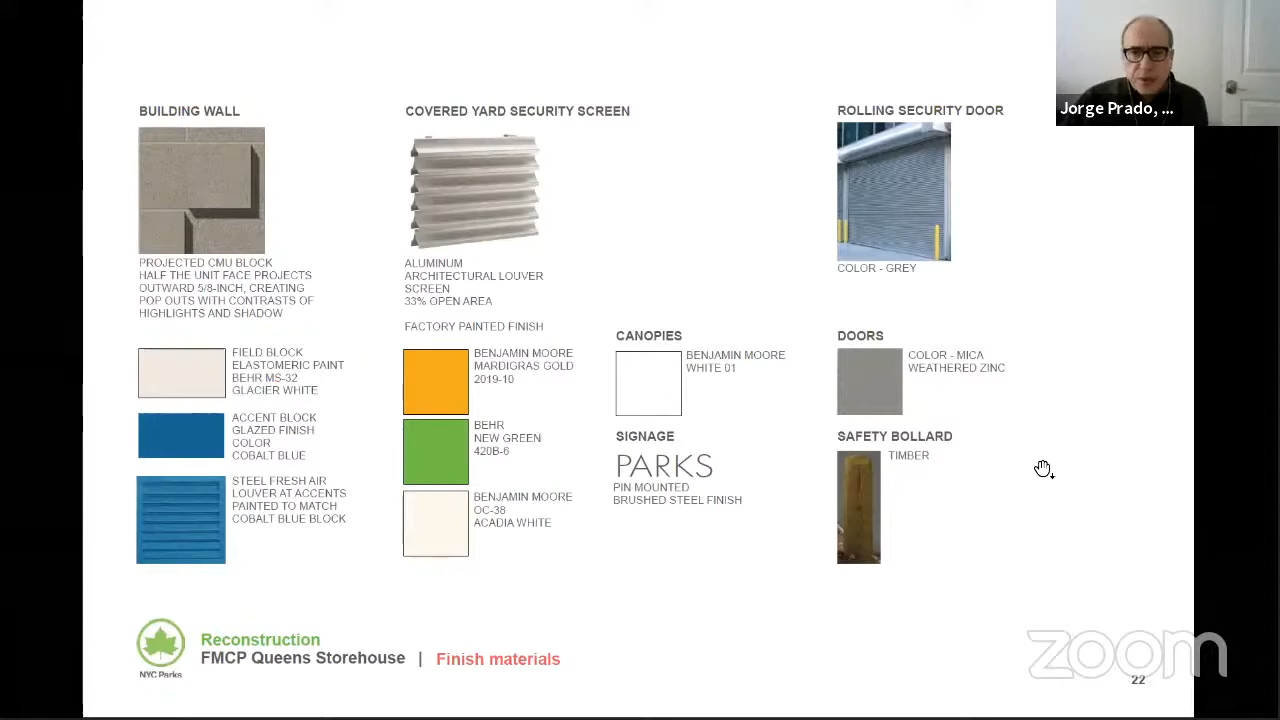 BUILDING WALL
PROJECTED CMU BLOCK
HALF THE UNIT FACE PROJECTS
OUTWARD 5/8-INCH, CREATING
POP OUTS WITH CONTRASTS OF
HIGHLIGHTS AND SHADOW
FIELD BLOCK
ELASTOMERIC PAINT
BEHR MS-32
GLACIER WHITE
ACCENT BLOCK
GLAZED FINISH
COLOR
COBALT BLUE
STEEL FRESH AIR
LOUVER AT ACCENTS
PAINTED TO MATCH
COBALT BLUE BLOCK
COVERED YARD SECURITY SCREEN
ALUMINUM
ARCHITECTURAL LOUVER
SCREEN
33% OPEN AREA
FACTORY PAINTED FINISH
BENJAMIN MOORE
MARDIGRAS GOLD
2019-10
BEHR
NEW GREEN
420B-6
BENJAMIN MOORE
OC-38
ACADIA WHITE
CANOPIES
BENJAMIN MOORE
WHITE 01
SIGNAGE
PARKS
PIN MOUNTED
BRUSHED STEEL FINISH
ROLLING SECURITY DOOR
COLOR - GREY
DOORS
COLOR - MICA
WEATHERED ZINC
SAFETY BOLLARD
TIMBER
Jorge Prado, ...
NYC Parks
Reconstruction
FMCP Queens Storehouse | Finish materials
zoom
22